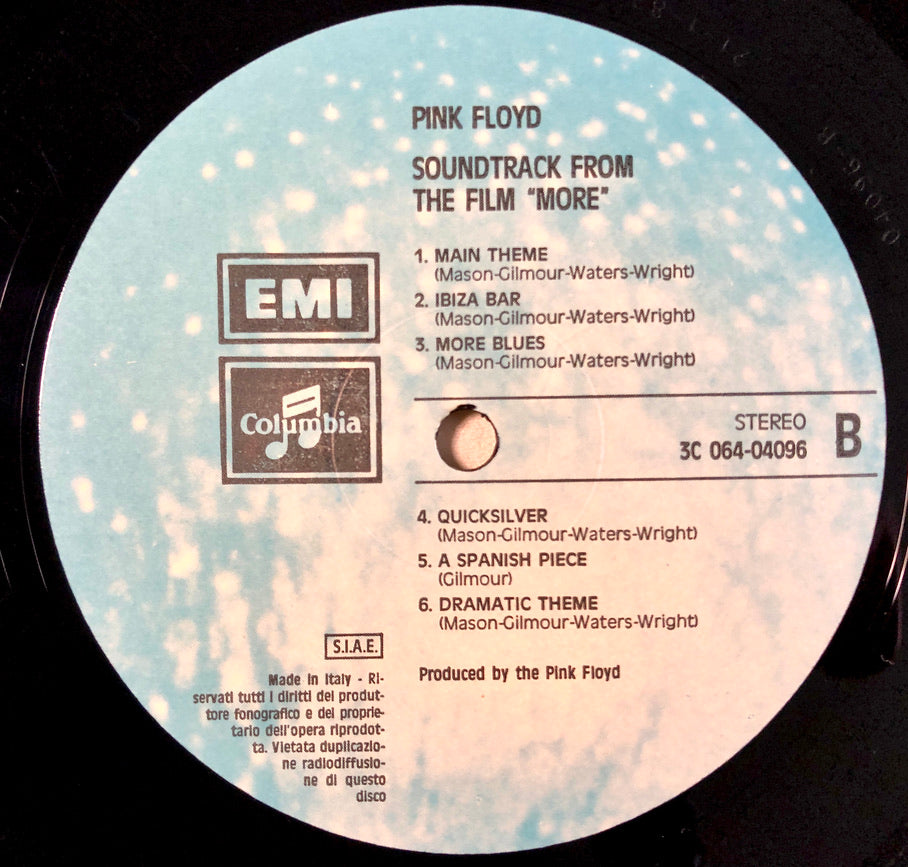 PINK FLOYD
SOUNDTRACK FROM
THE FILM "MORE"
1. MAIN THEME
(Mason-Gilmour-Waters-Wright)
2. IBIZA BAR
(Mason-Gilmour-Waters-Wright)
3. MORE BLUES
(Mason-Gilmour-Waters-Wright)
EMI
Columbia
STEREO
3C 064-04096
B
4. QUICKSILVER
(Mason-Gilmour-Waters-Wright)
5. A SPANISH PIECE
(Gilmour)
6. DRAMATIC THEME
(Mason-Gilmour-Waters-Wright)
Produced by the Pink Floyd
S.I.A.E.
Made in Italy - Ri-
servati tutti i diritti del produt-
tore fonografico e del proprie-
tario dell'opera riprodot-
ta. Vietata duplicazio-
ne radiodiffusio-
ne di questo
disco